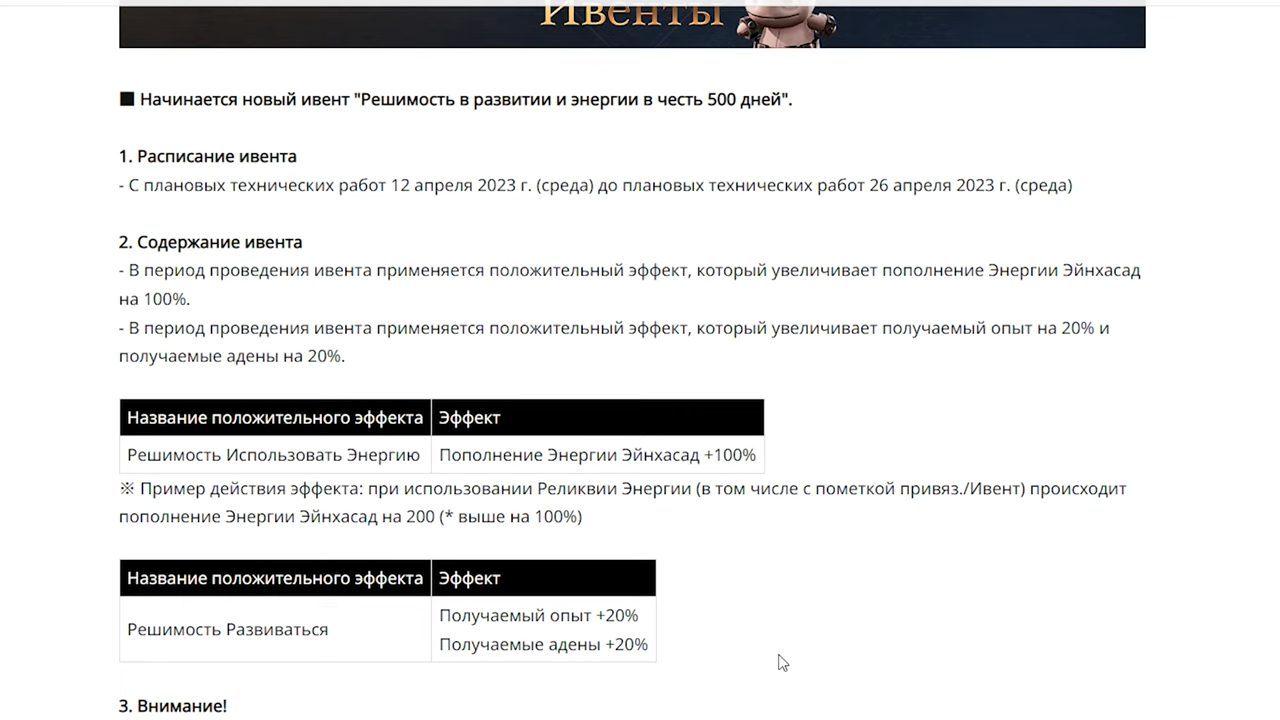 Ивенты
■ Начинается новый ивент "Решимость в развитии и энергии в честь 500 дней".
1. Расписание ивента
- С плановых технических работ 12 апреля 2023 г. (среда) до плановых технических работ 26 апреля 2023 г. (среда)
2. Содержание ивента
- В период проведения ивента применяется положительный эффект, который увеличивает пополнение Энергии Эйнхасад
на 100%.
- В период проведения ивента применяется положительный эффект, который увеличивает получаемый опыт на 20% и
получаемые адены на 20%.
Название положительного эффекта Эффект
Решимость Использовать Энергию Пополнение Энергии Эйнхасад +100%
※ Пример действия эффекта: при использовании Реликвии Энергии (в том числе с пометкой привяз./Ивент) происходит
пополнение Энергии Эйнхасад на 200 (* выше на 100%)
Название положительного эффекта Эффект
Решимость Развиваться Получаемый опыт +20%
Получаемые адены +20%
3. Внимание!